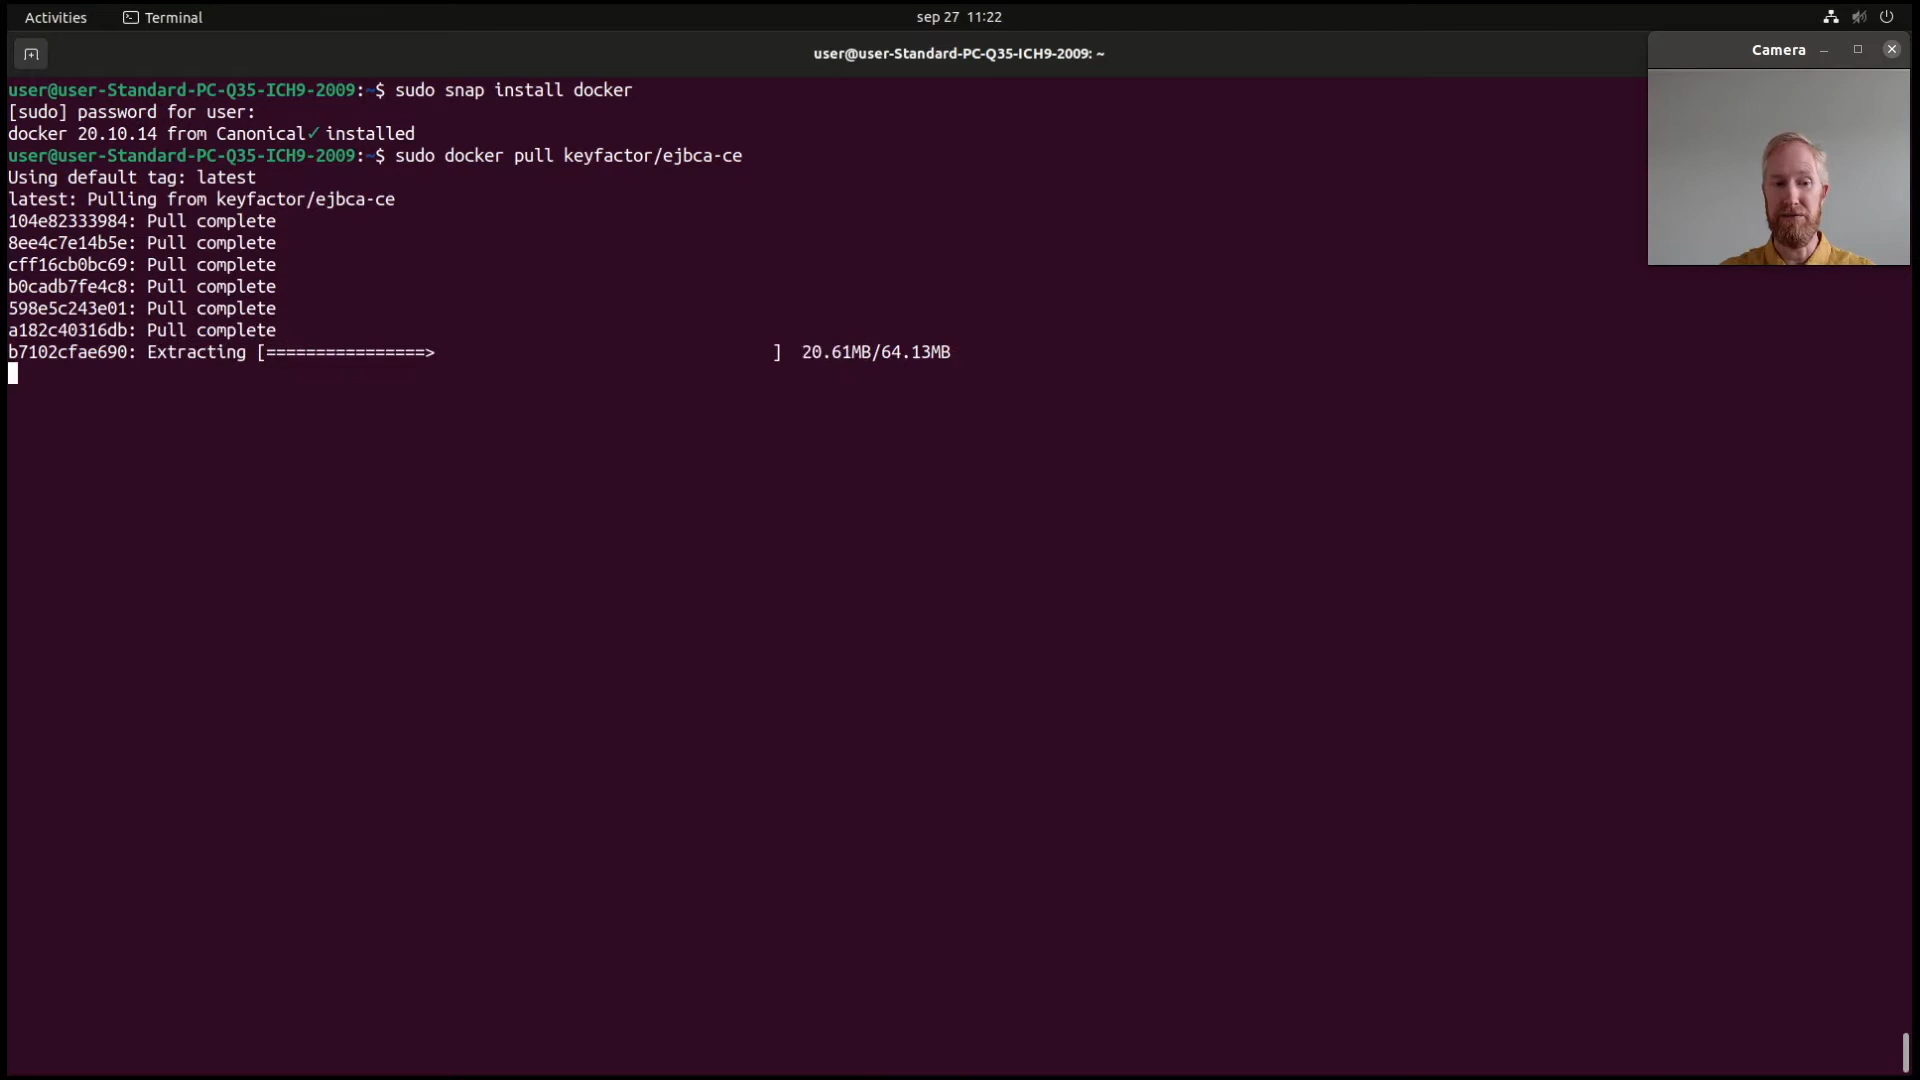 Activities
Terminal
sep 27 11:22
user@user-Standard-PC-Q35-ICH9-2009: ~
Camera
user@user-Standard-PC-Q35-ICH9-2009:~$ sudo snap install docker
[sudo] password for user:
docker 20.10.14 from Canonical✓ installed
user@user-Standard-PC-Q35-ICH9-2009:~$ sudo docker pull keyfactor/ejbca-ce
Using default tag: latest
latest: Pulling from keyfactor/ejbca-ce
104e82333984: Pull complete
8ee4c7e14b5e: Pull complete
cff16cb0bc69: Pull complete
b0cadb7fe4c8: Pull complete
598e5c243e01: Pull complete
a182c40316db: Pull complete
b7102cfae690: Extracting [================>                                  ]  20.61MB/64.13MB